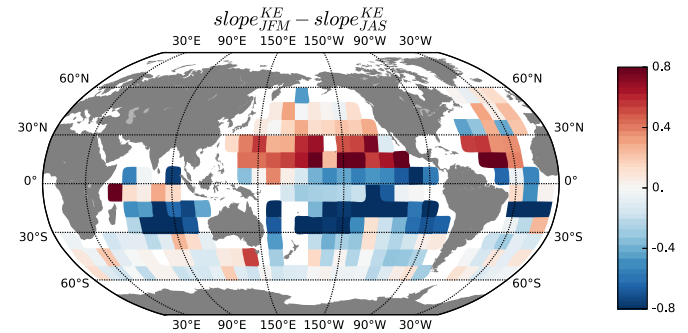 slope^{KE}_{JFM} − slope^{KE}_{JAS}
30°E 90°E 150°E 150°W 90°W 30°W
60°N 60°N
0.8
30°N 30°N
0.4
0° 0°
0.
30°S 30°S
-0.4
60°S 60°S
-0.8
30°E 90°E 150°E 150°W 90°W 30°W